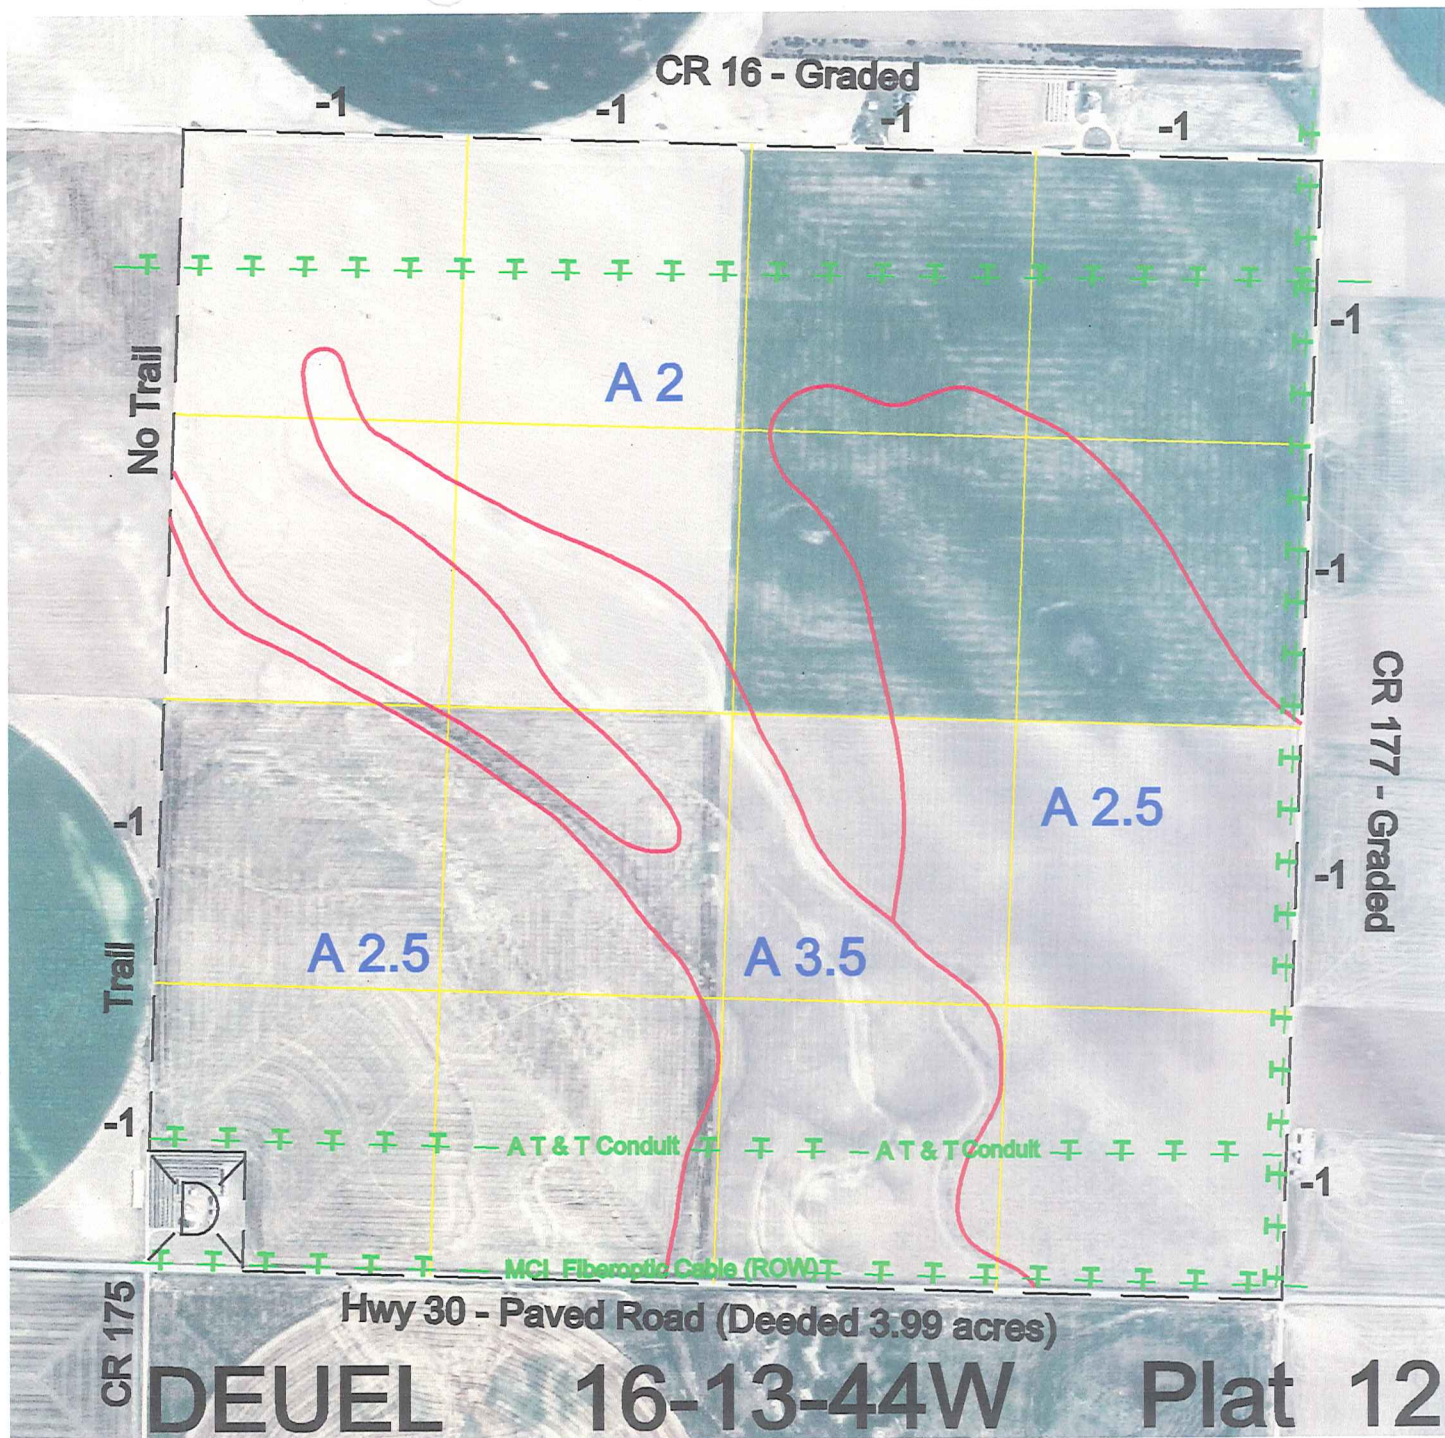 CR 16 - Graded
-1
-1
-1
-1
No Trail
A 2
-1
-1
CR 177 - Graded
A 2.5
-1
-1
Trail
A 2.5
A 3.5
-1
A T & T Conduit
A T & T Conduit
-1
MCI Fiberoptic Cable (ROW)
Hwy 30 - Paved Road (Deeded 3.99 acres)
CR 175
DEUEL 16-13-44W Plat 12